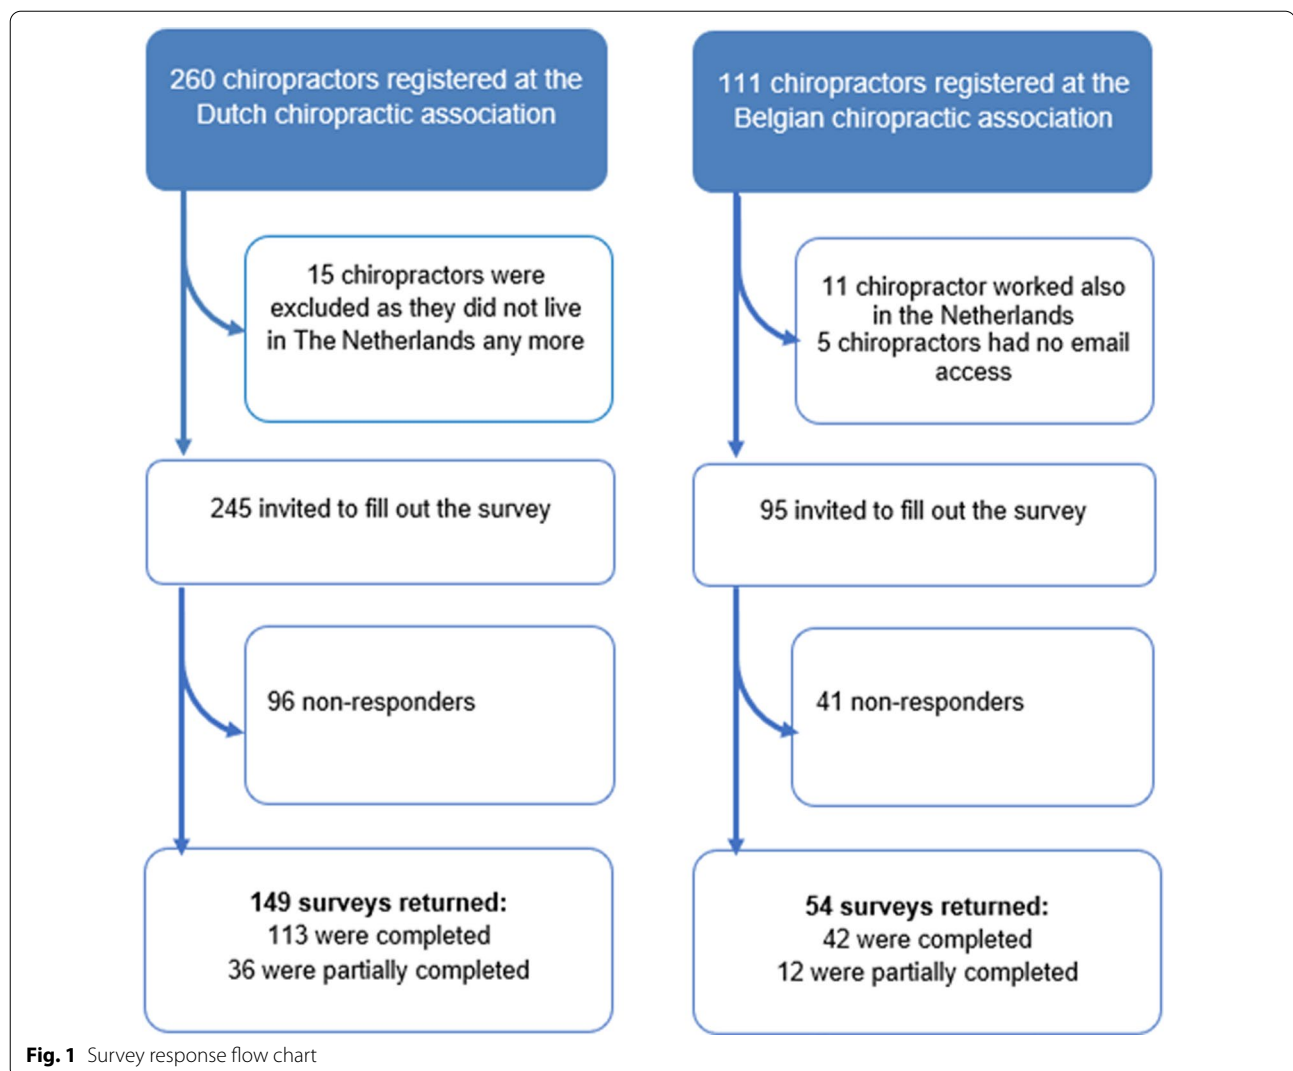 260 chiropractors registered at the
Dutch chiropractic association
111 chiropractors registered at the
Belgian chiropractic association
15 chiropractors were
excluded as they did not live
in The Netherlands any more
11 chiropractor worked also
in the Netherlands
5 chiropractors had no email
access
245 invited to fill out the survey
95 invited to fill out the survey
96 non-responders
41 non-responders
149 surveys returned:
113 were completed
36 were partially completed
54 surveys returned:
42 were completed
12 were partially completed
Fig. 1 Survey response flow chart